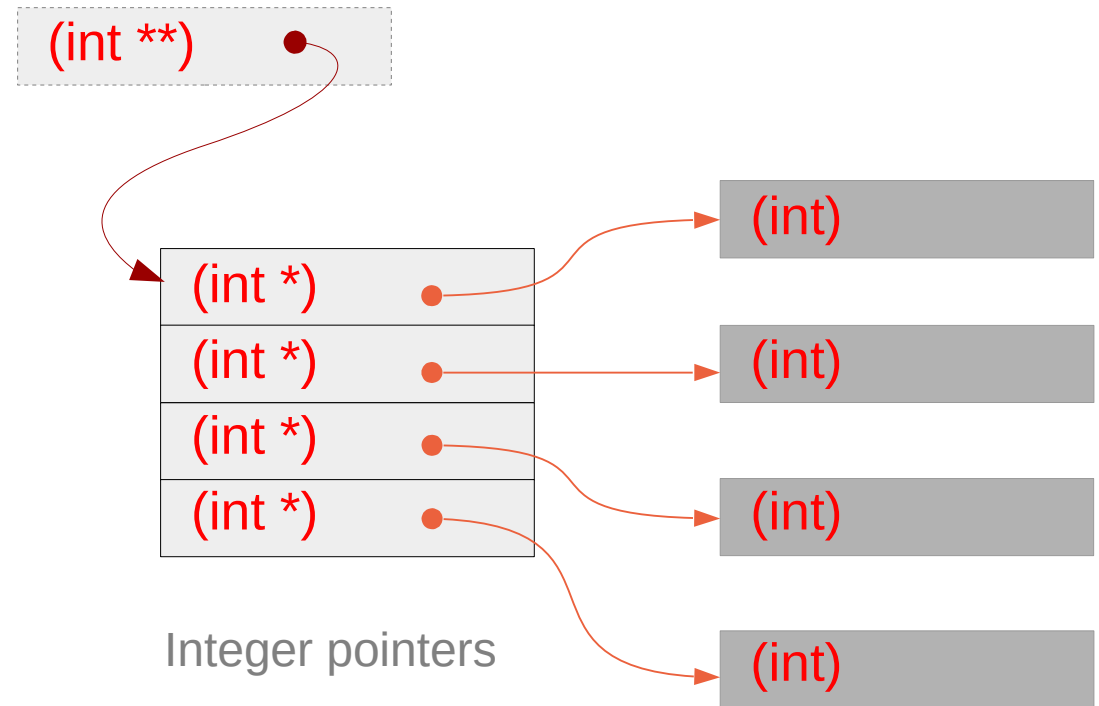 (int **)
(int *)
(int *)
(int *)
(int *)
Integer pointers
(int)
(int)
(int)
(int)